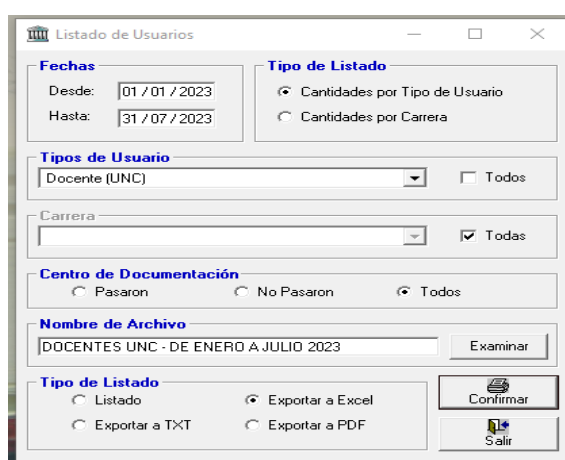 Listado de Usuarios
Fechas
Desde: 01/01/2023
Hasta: 31/07/2023
Tipo de Listado
Cantidades por Tipo de Usuario
Cantidades por Carrera
Tipos de Usuario
Docente (UNC)
Todos
Carrera
Todas
Centro de Documentación
Pasaron No Pasaron Todos
Nombre de Archivo
DOCENTES UNC - DE ENERO A JULIO 2023
Examinar
Tipo de Listado
Listado Exportar a Excel
Exportar a TXT Exportar a PDF
Confirmar
Salir